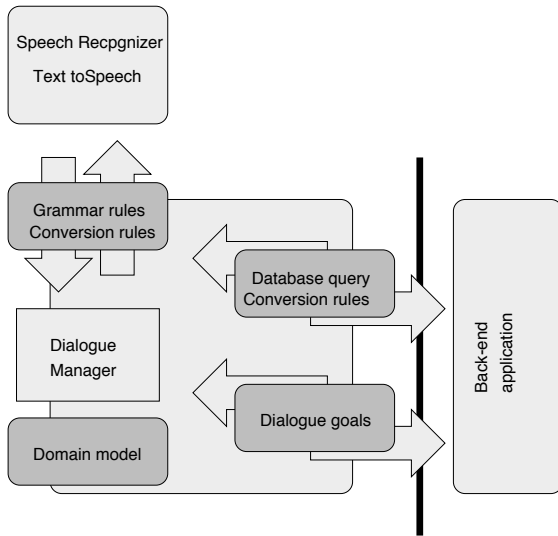 Speech Recpgnizer
Text toSpeech
Grammar rules
Conversion rules
Database query
Conversion rules
Dialogue
Manager
Back-end
application
Dialogue goals
Domain model